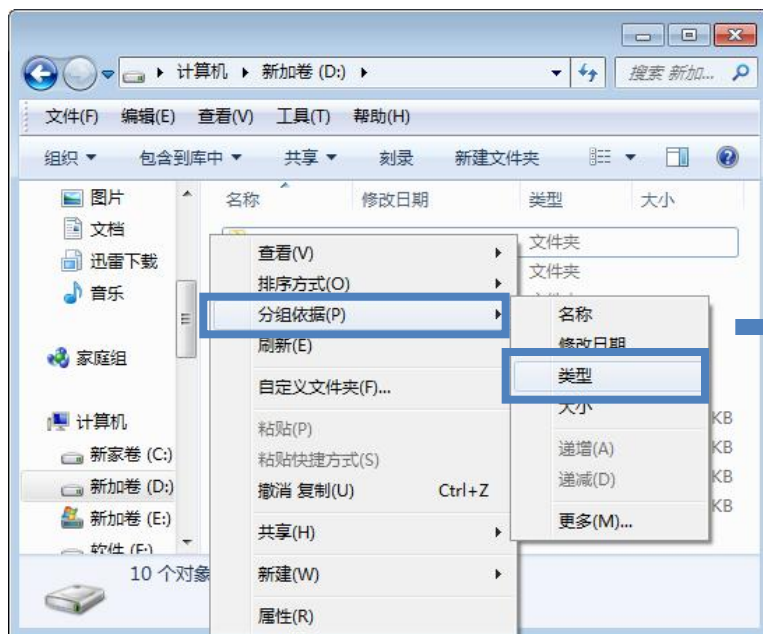 计算机 新加卷 (D:) 搜索 新加...
文件(F) 编辑(E) 查看(V) 工具(T) 帮助(H)
组织 包含到库中 共享 刻录 新建文件夹
图片
文档
迅雷下载
音乐
家庭组
计算机
新家卷 (C:)
新加卷 (D:)
新加卷 (E:)
软件 (F:)
名称 修改日期 类型 大小
文件夹
文件夹
KB
KB
KB
KB
查看(V)
排序方式(O)
分组依据(P)
刷新(E)
自定义文件夹(F)...
粘贴(P)
粘贴快捷方式(S)
撤消 复制(U) Ctrl+Z
共享(H)
新建(W)
属性(R)
名称
修改日期
类型
大小
递增(A)
递减(D)
更多(M)...
10 个对象